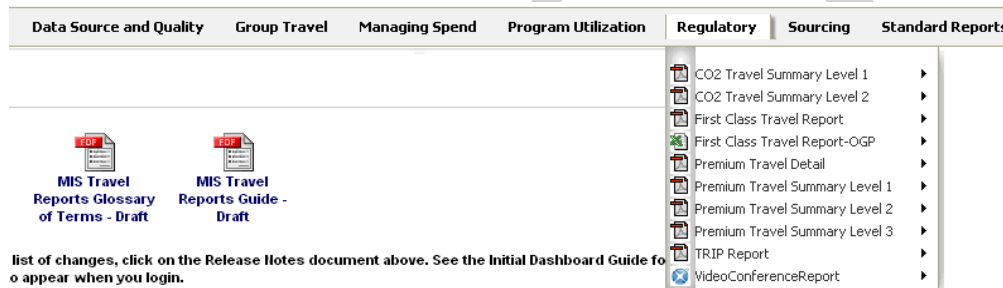 Data Source and Quality Group Travel Managing Spend Program Utilization Regulatory Sourcing Standard Reports
CO2 Travel Summary Level 1
CO2 Travel Summary Level 2
First Class Travel Report
First Class Travel Report-OGP
Premium Travel Detail
Premium Travel Summary Level 1
Premium Travel Summary Level 2
Premium Travel Summary Level 3
TRIP Report
VideoConferenceReport
PDF
MIS Travel
Reports Glossary
of Terms - Draft
PDF
MIS Travel
Reports Guide -
Draft
list of changes, click on the Release Notes document above. See the Initial Dashboard Guide fo
o appear when you login.